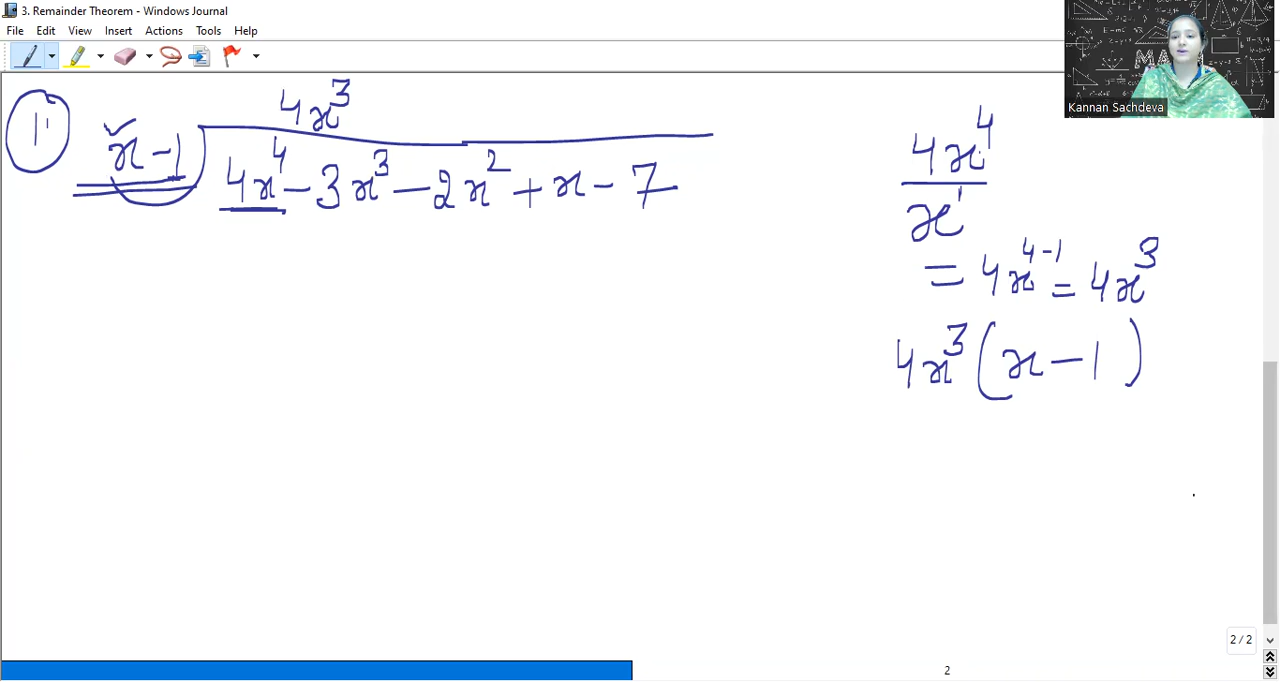 3. Remainder Theorem - Windows Journal
File Edit View Insert Actions Tools Help
Kannan Sachdeva
1
4x³
x - 1 ) 4x⁴ - 3x³ - 2x² + x - 7
4x⁴
x¹
= 4x⁴⁻¹ = 4x³
4x³ ( x - 1 )
2 / 2
2